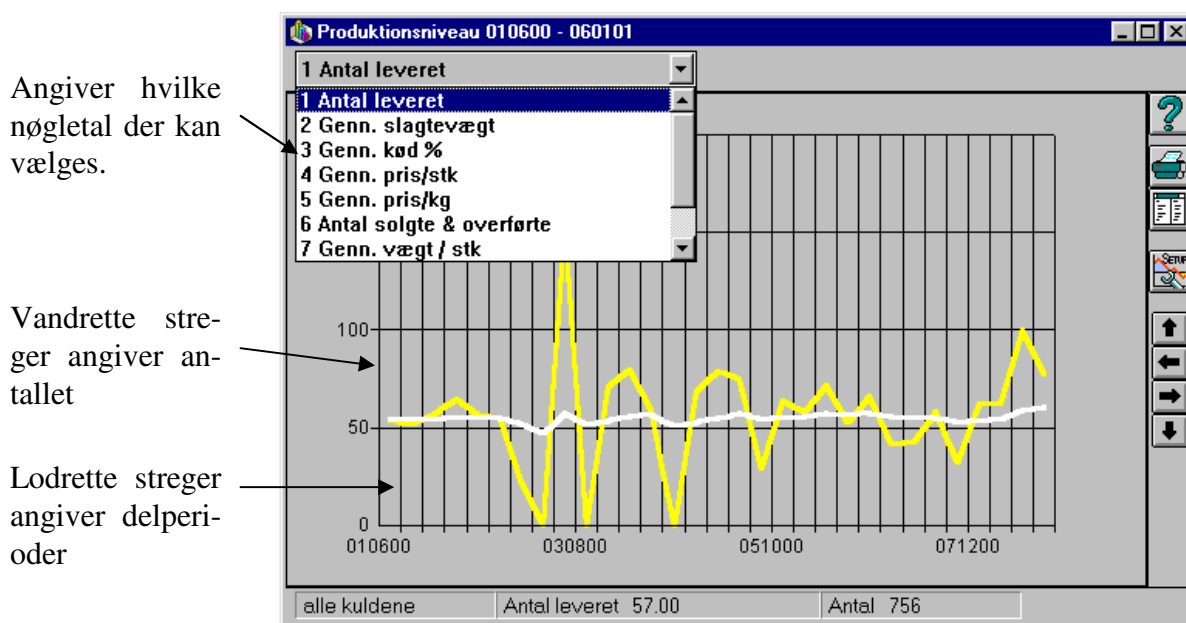 Produktionsniveau 010600 - 060101
1 Antal leveret
1 Antal leveret
2 Genn. slagtevægt
3 Genn. kød %
4 Genn. pris/stk
5 Genn. pris/kg
6 Antal solgte & overførte
7 Genn. vægt / stk
Angiver hvilke
nøgletal der kan
vælges.
SETUP
Vandrette stre-
ger angiver an-
tallet
Lodrette streger
angiver delperi-
oder
100
50
0
010600 030800 051000 071200
alle kuldene Antal leveret 57.00 Antal 756